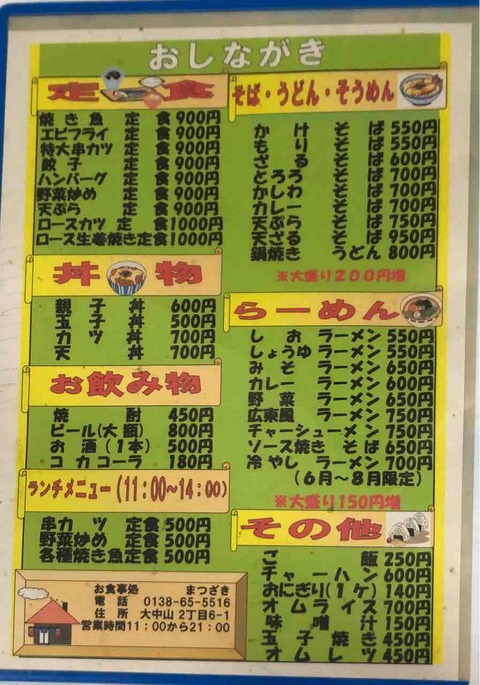 おしながき
定食
焼き魚定食900円
エビフライ定食900円
特大串カツ定食900円
餃子定食900円
ハンバーグ定食900円
野菜炒め定食900円
天ぷら定食900円
ロースカツ定食1000円
ロース生姜焼き定食1000円
丼物
親子丼600円
玉子丼500円
カツ丼700円
天丼700円
お飲み物
焼酎450円
ビール(大瓶)800円
お酒(1本)500円
コカコーラ180円
ランチメニュー(11:00~14:00)
串カツ定食500円
野菜炒め定食500円
各種焼き魚定食500円
お食事処 まつざき
電話 0138-65-5516
住所 大中山2丁目6-1
営業時間11:00から21:00
そば・うどん・そうめん
かけそば550円
もりそば550円
ざるそば600円
とろろそば700円
かしわそば700円
カレーそば700円
天ぷらそば750円
天ざるそば950円
鍋焼きうどん800円
※大盛り200円増
らーめん
しおラーメン550円
しょうゆラーメン550円
みそラーメン650円
カレーラーメン600円
野菜ラーメン650円
広東風ラーメン750円
チャーシューメン750円
ソース焼きそば650円
冷やしラーメン700円
(6月~8月限定)
※大盛り150円増
その他
ご飯250円
チャーハン600円
おにぎり(1ケ)140円
オムライス700円
味噌汁150円
玉子焼き450円
オムレツ450円